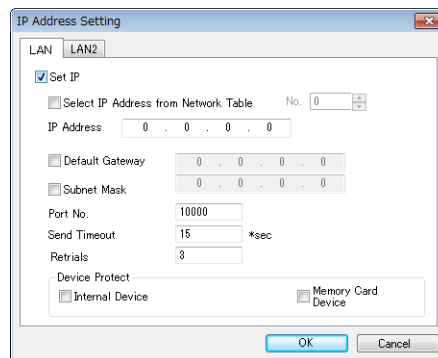 IP Address Setting
LAN LAN2
Set IP
Select IP Address from Network Table No. 0
IP Address 0 . 0 . 0 . 0
Default Gateway 0 . 0 . 0 . 0
Subnet Mask 0 . 0 . 0 . 0
Port No. 10000
Send Timeout 15 *sec
Retrials 3
Device Protect
Internal Device Memory Card Device
OK Cancel